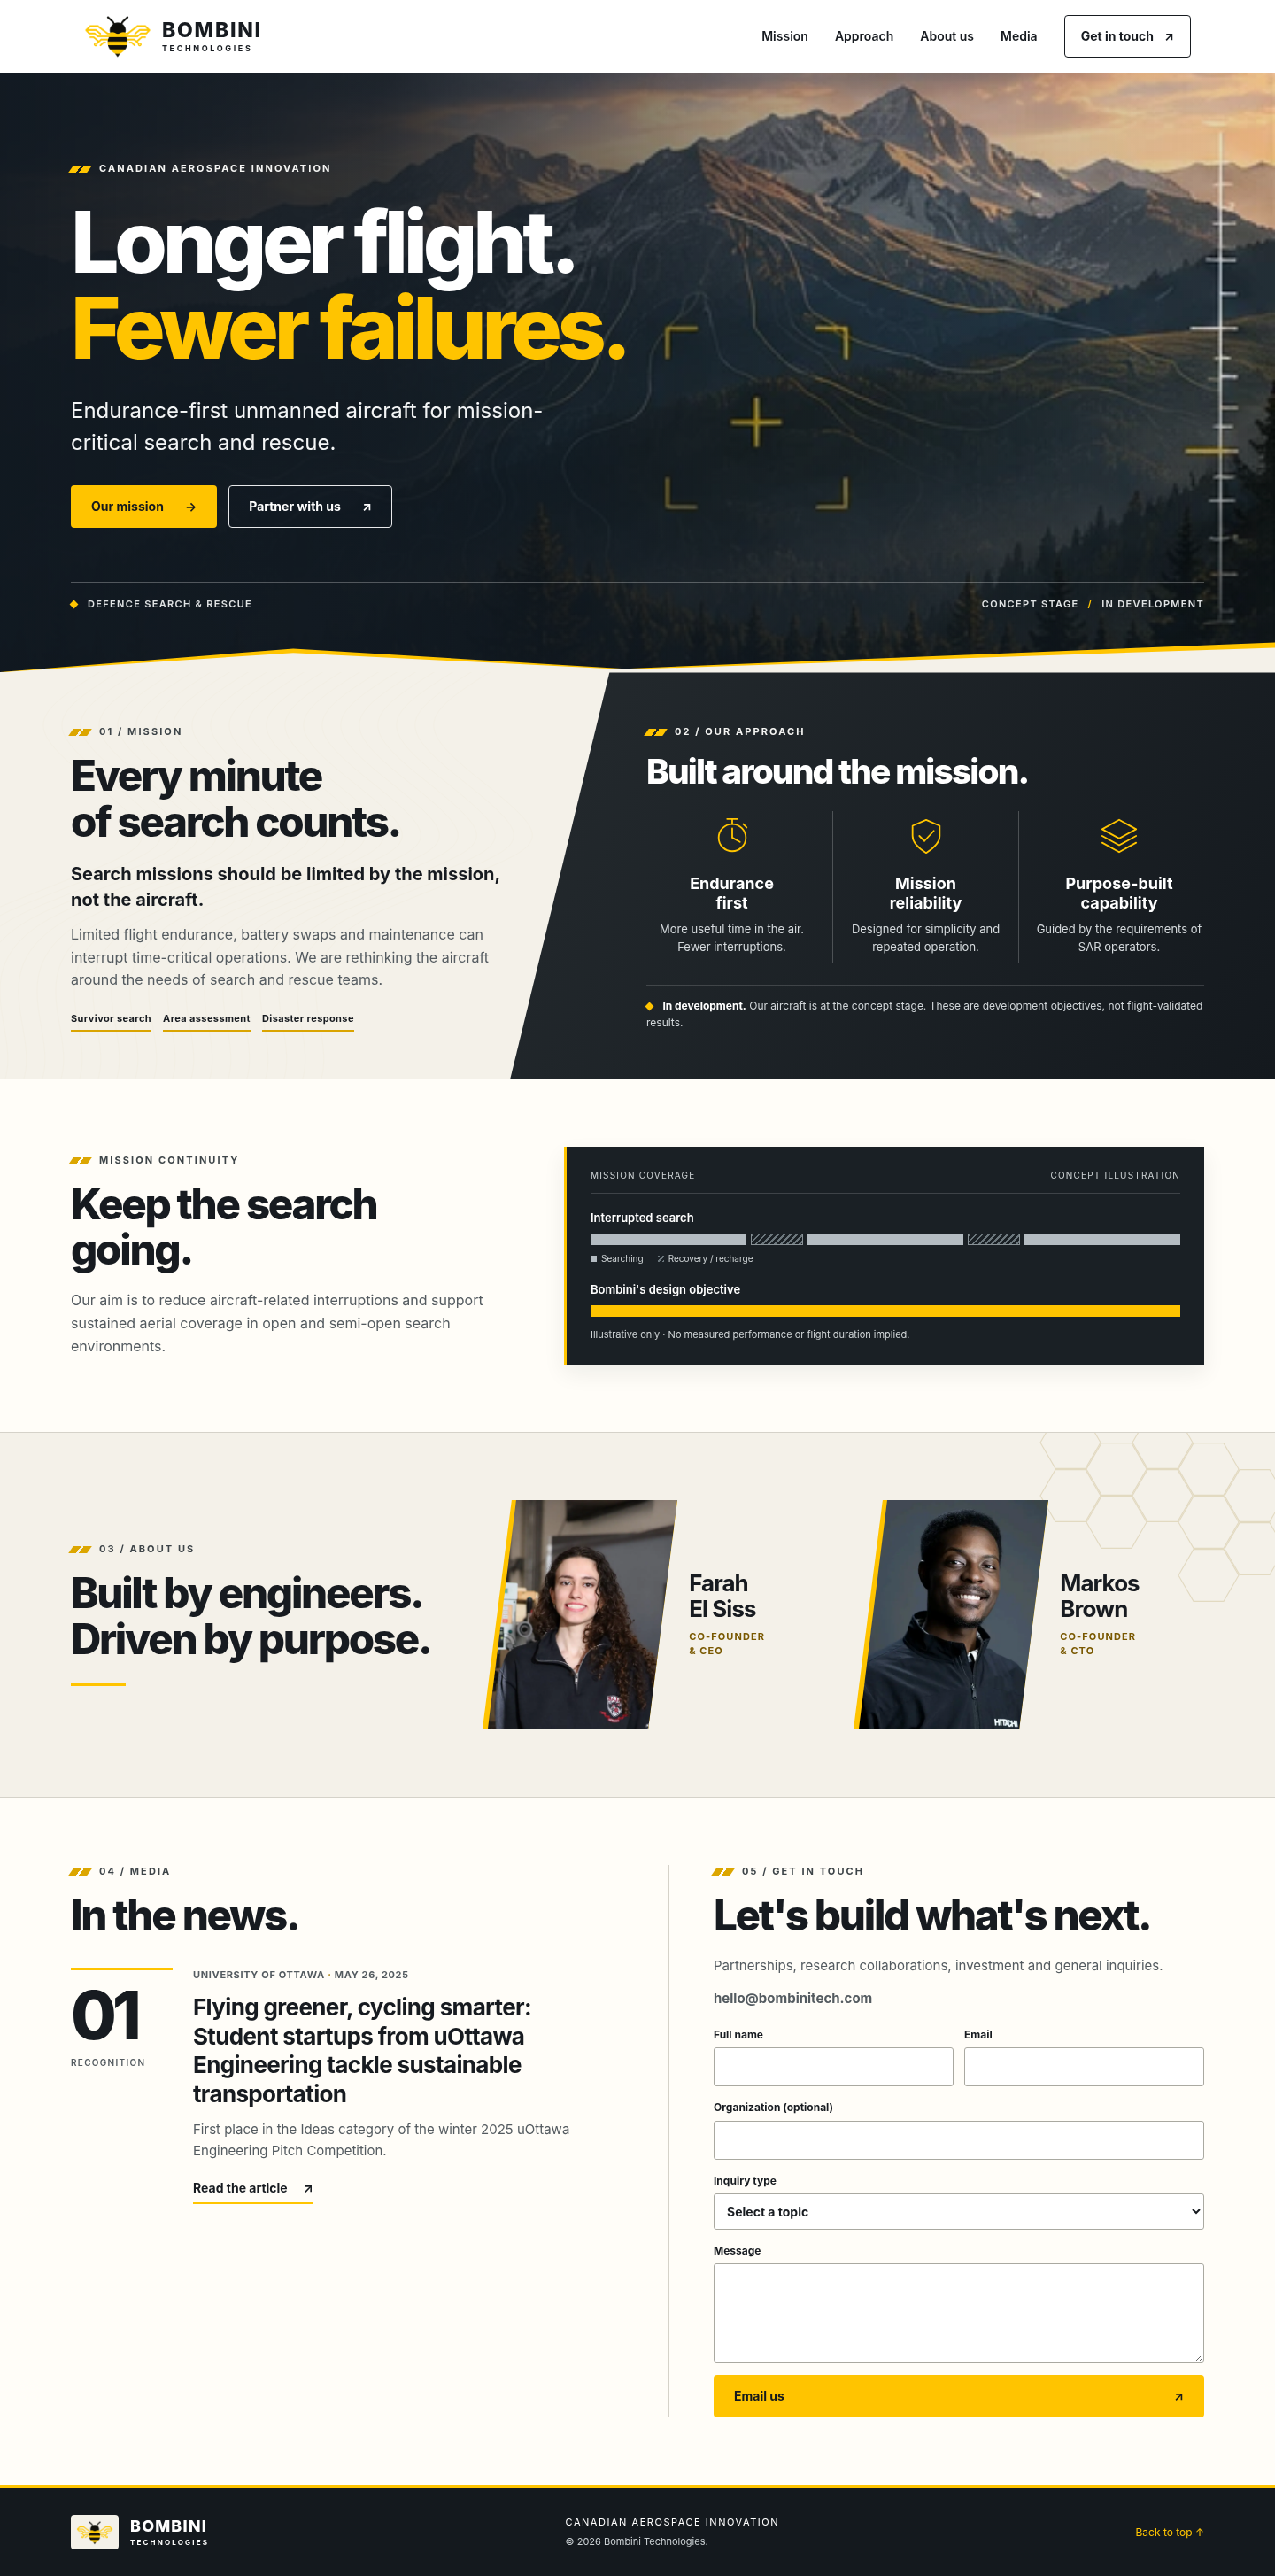 BOMBINI
TECHNOLOGIES
Mission
Approach
About us
Media
Get in touch ↗
CANADIAN AEROSPACE INNOVATION
Longer flight.
Fewer failures.
Endurance-first unmanned aircraft for mission-
critical search and rescue.
Our mission →
Partner with us ↗
DEFENCE SEARCH & RESCUE
CONCEPT STAGE / IN DEVELOPMENT
01 / MISSION
Every minute
of search counts.
Search missions should be limited by the mission,
not the aircraft.
Limited flight endurance, battery swaps and maintenance can
interrupt time-critical operations. We are rethinking the aircraft
around the needs of search and rescue teams.
Survivor search
Area assessment
Disaster response
02 / OUR APPROACH
Built around the mission.
Endurance
first
More useful time in the air.
Fewer interruptions.
Mission
reliability
Designed for simplicity and
repeated operation.
Purpose-built
capability
Guided by the requirements of
SAR operators.
In development. Our aircraft is at the concept stage. These are development objectives, not flight-validated
results.
MISSION CONTINUITY
Keep the search
going.
Our aim is to reduce aircraft-related interruptions and support
sustained aerial coverage in open and semi-open search
environments.
MISSION COVERAGE
CONCEPT ILLUSTRATION
Interrupted search
Searching
Recovery / recharge
Bombini's design objective
Illustrative only · No measured performance or flight duration implied.
03 / ABOUT US
Built by engineers.
Driven by purpose.
Farah
El Siss
CO-FOUNDER
& CEO
HITACHI
Markos
Brown
CO-FOUNDER
& CTO
04 / MEDIA
In the news.
01
RECOGNITION
UNIVERSITY OF OTTAWA · MAY 26, 2025
Flying greener, cycling smarter:
Student startups from uOttawa
Engineering tackle sustainable
transportation
First place in the Ideas category of the winter 2025 uOttawa
Engineering Pitch Competition.
Read the article ↗
05 / GET IN TOUCH
Let's build what's next.
Partnerships, research collaborations, investment and general inquiries.
hello@bombinitech.com
Full name
Email
Organization (optional)
Inquiry type
Select a topic
Message
Email us ↗
BOMBINI
TECHNOLOGIES
CANADIAN AEROSPACE INNOVATION
© 2026 Bombini Technologies.
Back to top ↑